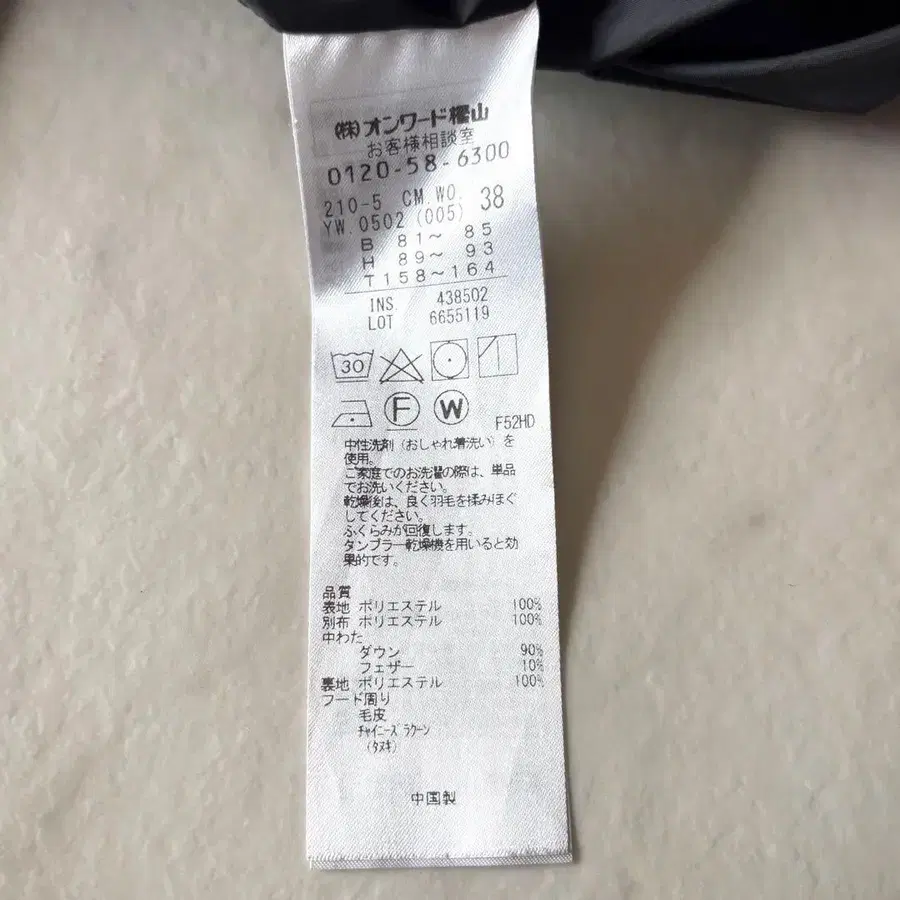 (株)オンワード樫山
お客様相談室
0120-58-6300
210-5 CM.WO. 38
YW.0502 (005)
B 81～ 85
H 89～ 93
T158～164
INS 438502
LOT 6655119
30
F W F52HD
中性洗剤（おしゃれ着洗い）を
使用。
ご家庭でのお洗濯の際は、単品
でお洗いください。
乾燥後は、良く羽毛を揉みほぐ
してください。
ふくらみが回復します。
タンブラー乾燥機を用いると効
果的です。
品質
表地 ポリエステル 100%
別布 ポリエステル 100%
中わた
ダウン 90%
フェザー 10%
裏地 ポリエステル 100%
フード周り
毛皮
ﾁｬｲﾆｰｽﾞﾗｸｰﾝ
(ﾀﾇｷ)
中国製